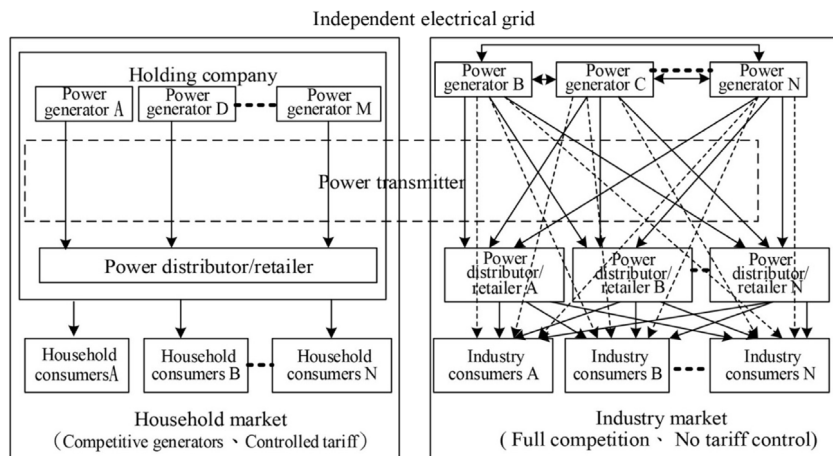 Independent electrical grid
Holding company
Power
generator A
Power
generator D
Power
generator M
Power distributor/retailer
Household
consumersA
Household
consumers B
Household
consumers N
Household market
(Competitive generators、Controlled tariff)
Power transmitter
Power
generator B
Power
generator C
Power
generator N
Power
distributor/
retailer A
Power
distributor/
retailer B
Power
distributor/
retailer N
Industry
consumers A
Industry
consumers B
Industry
consumers N
Industry market
( Full competition、 No tariff control)